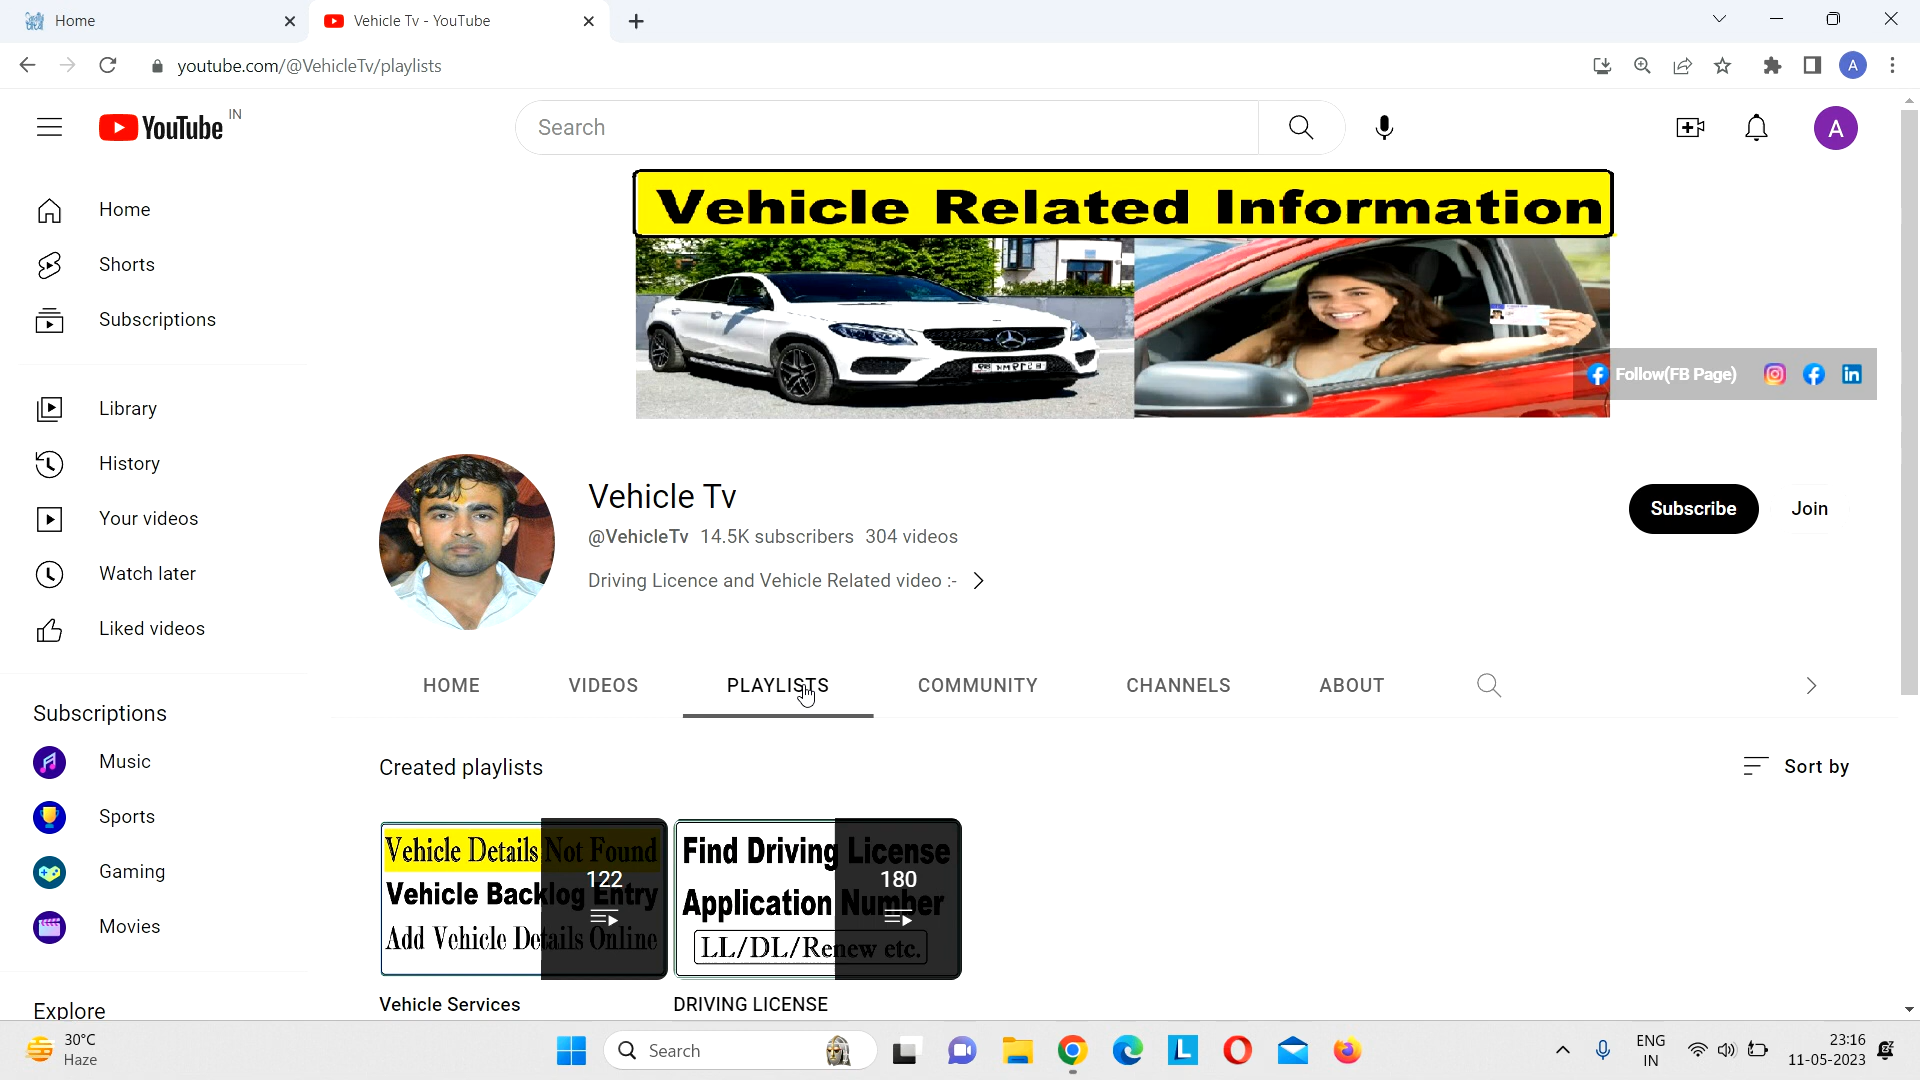 Home
Vehicle Tv - YouTube
youtube.com/@VehicleTv/playlists
A
YouTube IN
Search
A
Home
Shorts
Subscriptions
Library
History
Your videos
Watch later
Liked videos
Subscriptions
Music
Sports
Gaming
Movies
Explore
Vehicle Related Information
Follow(FB Page)
Vehicle Tv
@VehicleTv 14.5K subscribers 304 videos
Driving Licence and Vehicle Related video :-
Subscribe
Join
HOME
VIDEOS
PLAYLISTS
COMMUNITY
CHANNELS
ABOUT
Created playlists
Sort by
Vehicle Details Not Found
Vehicle Backlog Entry
Add Vehicle Details Online
122
Vehicle Services
Find Driving License
Application Number
LL/DL/Renew etc.
180
DRIVING LICENSE
30°C
Haze
Search
ENG
IN
23:16
11-05-2023